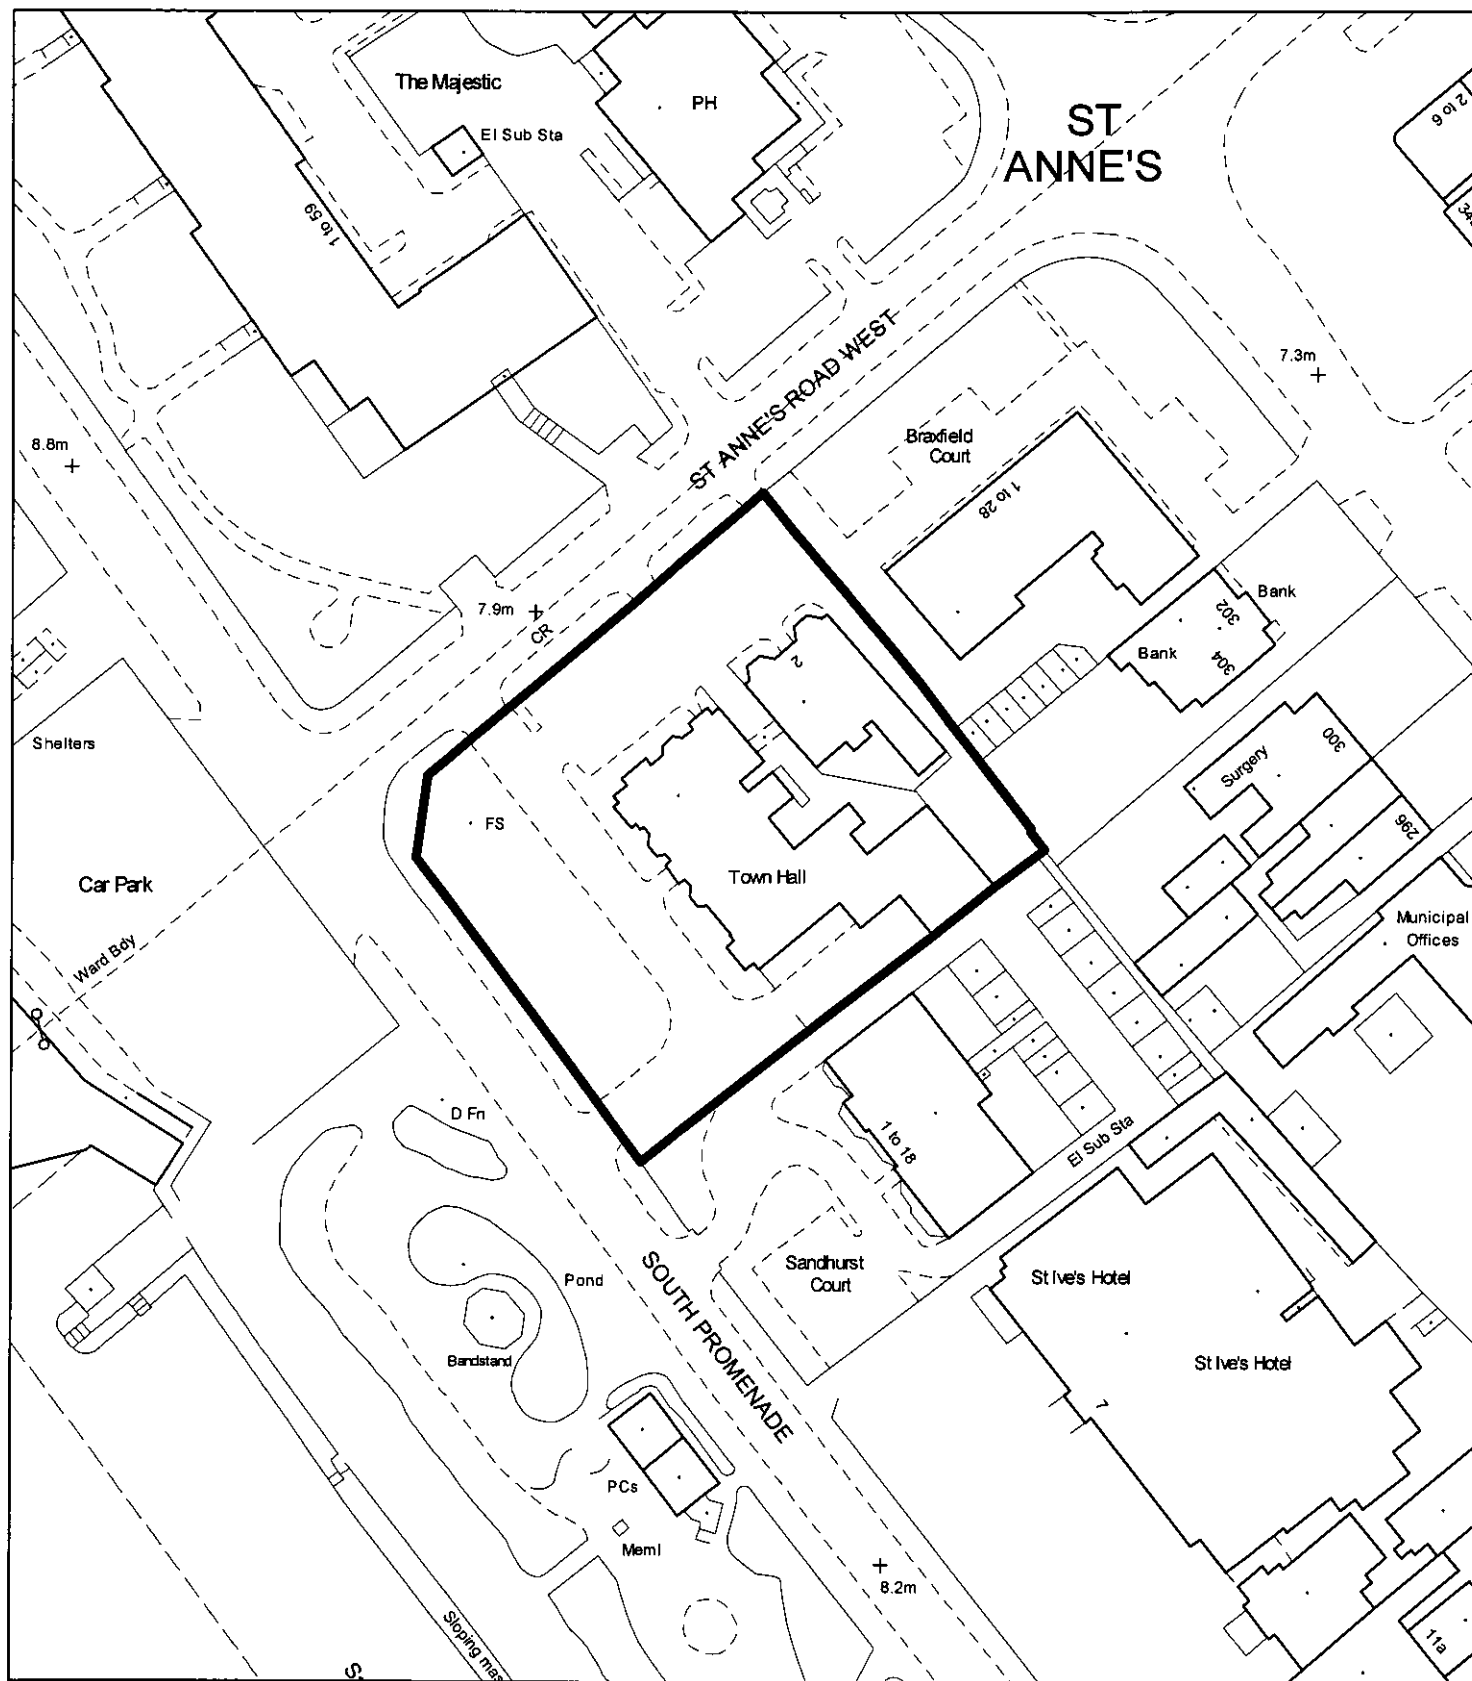 The Majestic
El Sub Sta
PH
ST
ANNE'S
2 to 6
1 to 59
ST ANNE'S ROAD WEST
7.3m
8.8m
Braxfield
Court
1 to 28
7.9m
CR
Bank
302
Bank
304
2
Shelters
300
Surgery
296
FS
Town Hall
Car Park
Municipal
Offices
Ward Bdy
D Fn
1 to 18
El Sub Sta
Sandhurst
Court
St Ive's Hotel
Pond
SOUTH PROMENADE
Bandstand
St Ive's Hotel
7
PCs
Meml
8.2m
Sloping mas
11a